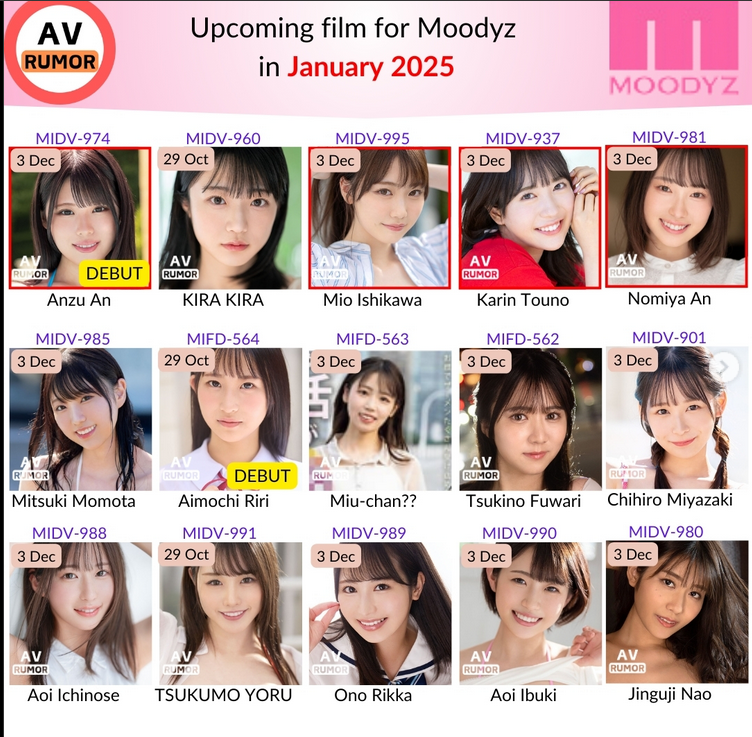 AV
RUMOR
Upcoming film for Moodyz
in January 2025
MOODYZ
MIDV-974
MIDV-960
MIDV-995
MIDV-937
MIDV-981
3 Dec
29 Oct
3 Dec
3 Dec
3 Dec
AV
RUMOR
DEBUT
AV
RUMOR
AV
RUMOR
AV
RUMOR
AV
RUMOR
Anzu An
KIRA KIRA
Mio Ishikawa
Karin Touno
Nomiya An
MIDV-985
MIFD-564
MIFD-563
MIFD-562
MIDV-901
3 Dec
29 Oct
3 Dec
3 Dec
3 Dec
AV
RUMOR
AV
RUMOR
DEBUT
活
AV
RUMOR
AV
RUMOR
AV
RUMOR
Mitsuki Momota
Aimochi Riri
Miu-chan??
Tsukino Fuwari
Chihiro Miyazaki
MIDV-988
MIDV-991
MIDV-989
MIDV-990
MIDV-980
3 Dec
29 Oct
3 Dec
3 Dec
3 Dec
AV
RUMOR
AV
RUMOR
AV
RUMOR
AV
RUMOR
AV
RUMOR
Aoi Ichinose
TSUKUMO YORU
Ono Rikka
Aoi Ibuki
Jinguji Nao